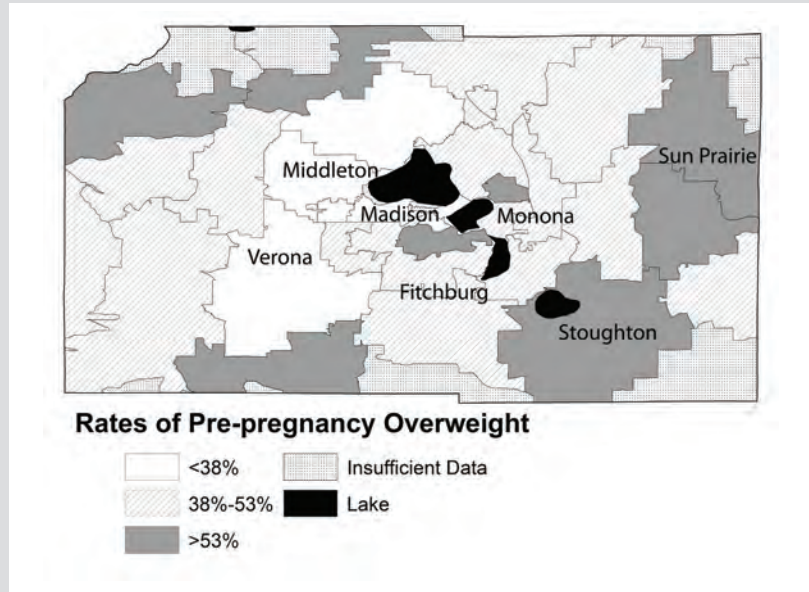 Sun Prairie
Middleton
Madison
Monona
Verona
Fitchburg
Stoughton
Rates of Pre-pregnancy Overweight
<38%
Insufficient Data
38%-53%
Lake
>53%